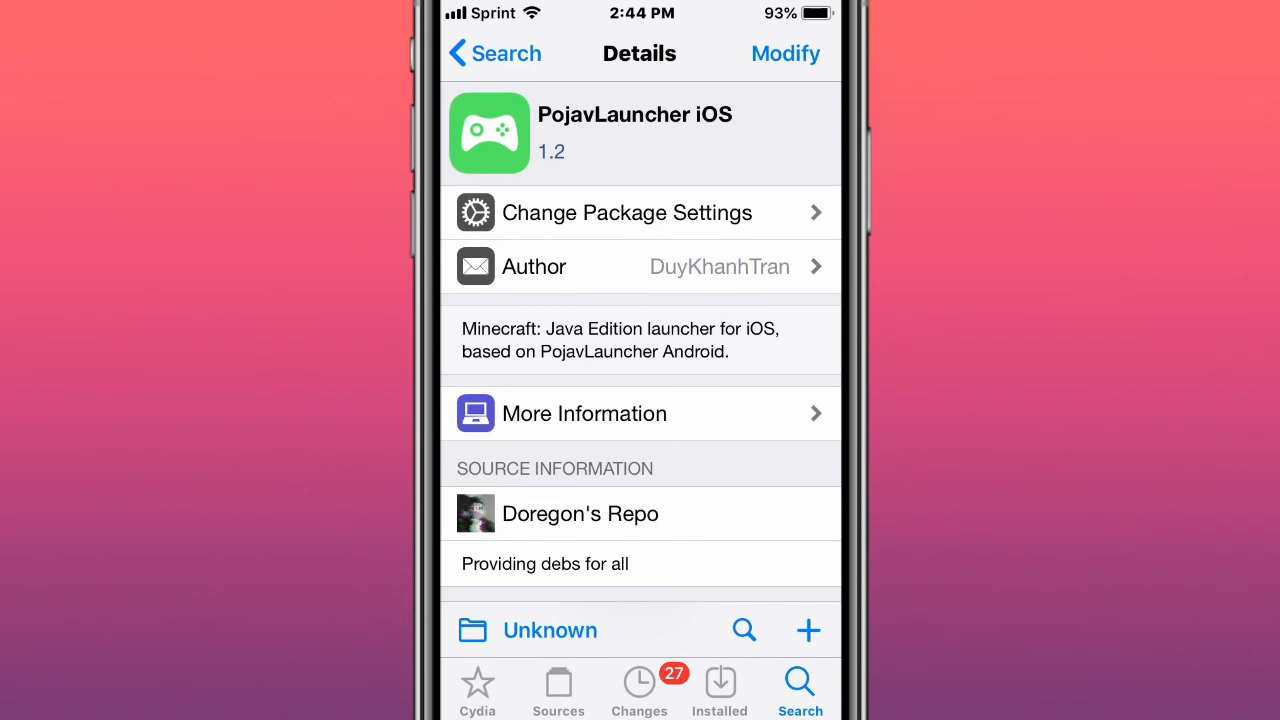 Sprint 2:44 PM 93%
Search Details Modify
PojavLauncher iOS
1.2
Change Package Settings
Author DuyKhanhTran
Minecraft: Java Edition launcher for iOS,
based on PojavLauncher Android.
More Information
SOURCE INFORMATION
Doregon's Repo
Providing debs for all
Unknown
27
Cydia Sources Changes Installed Search